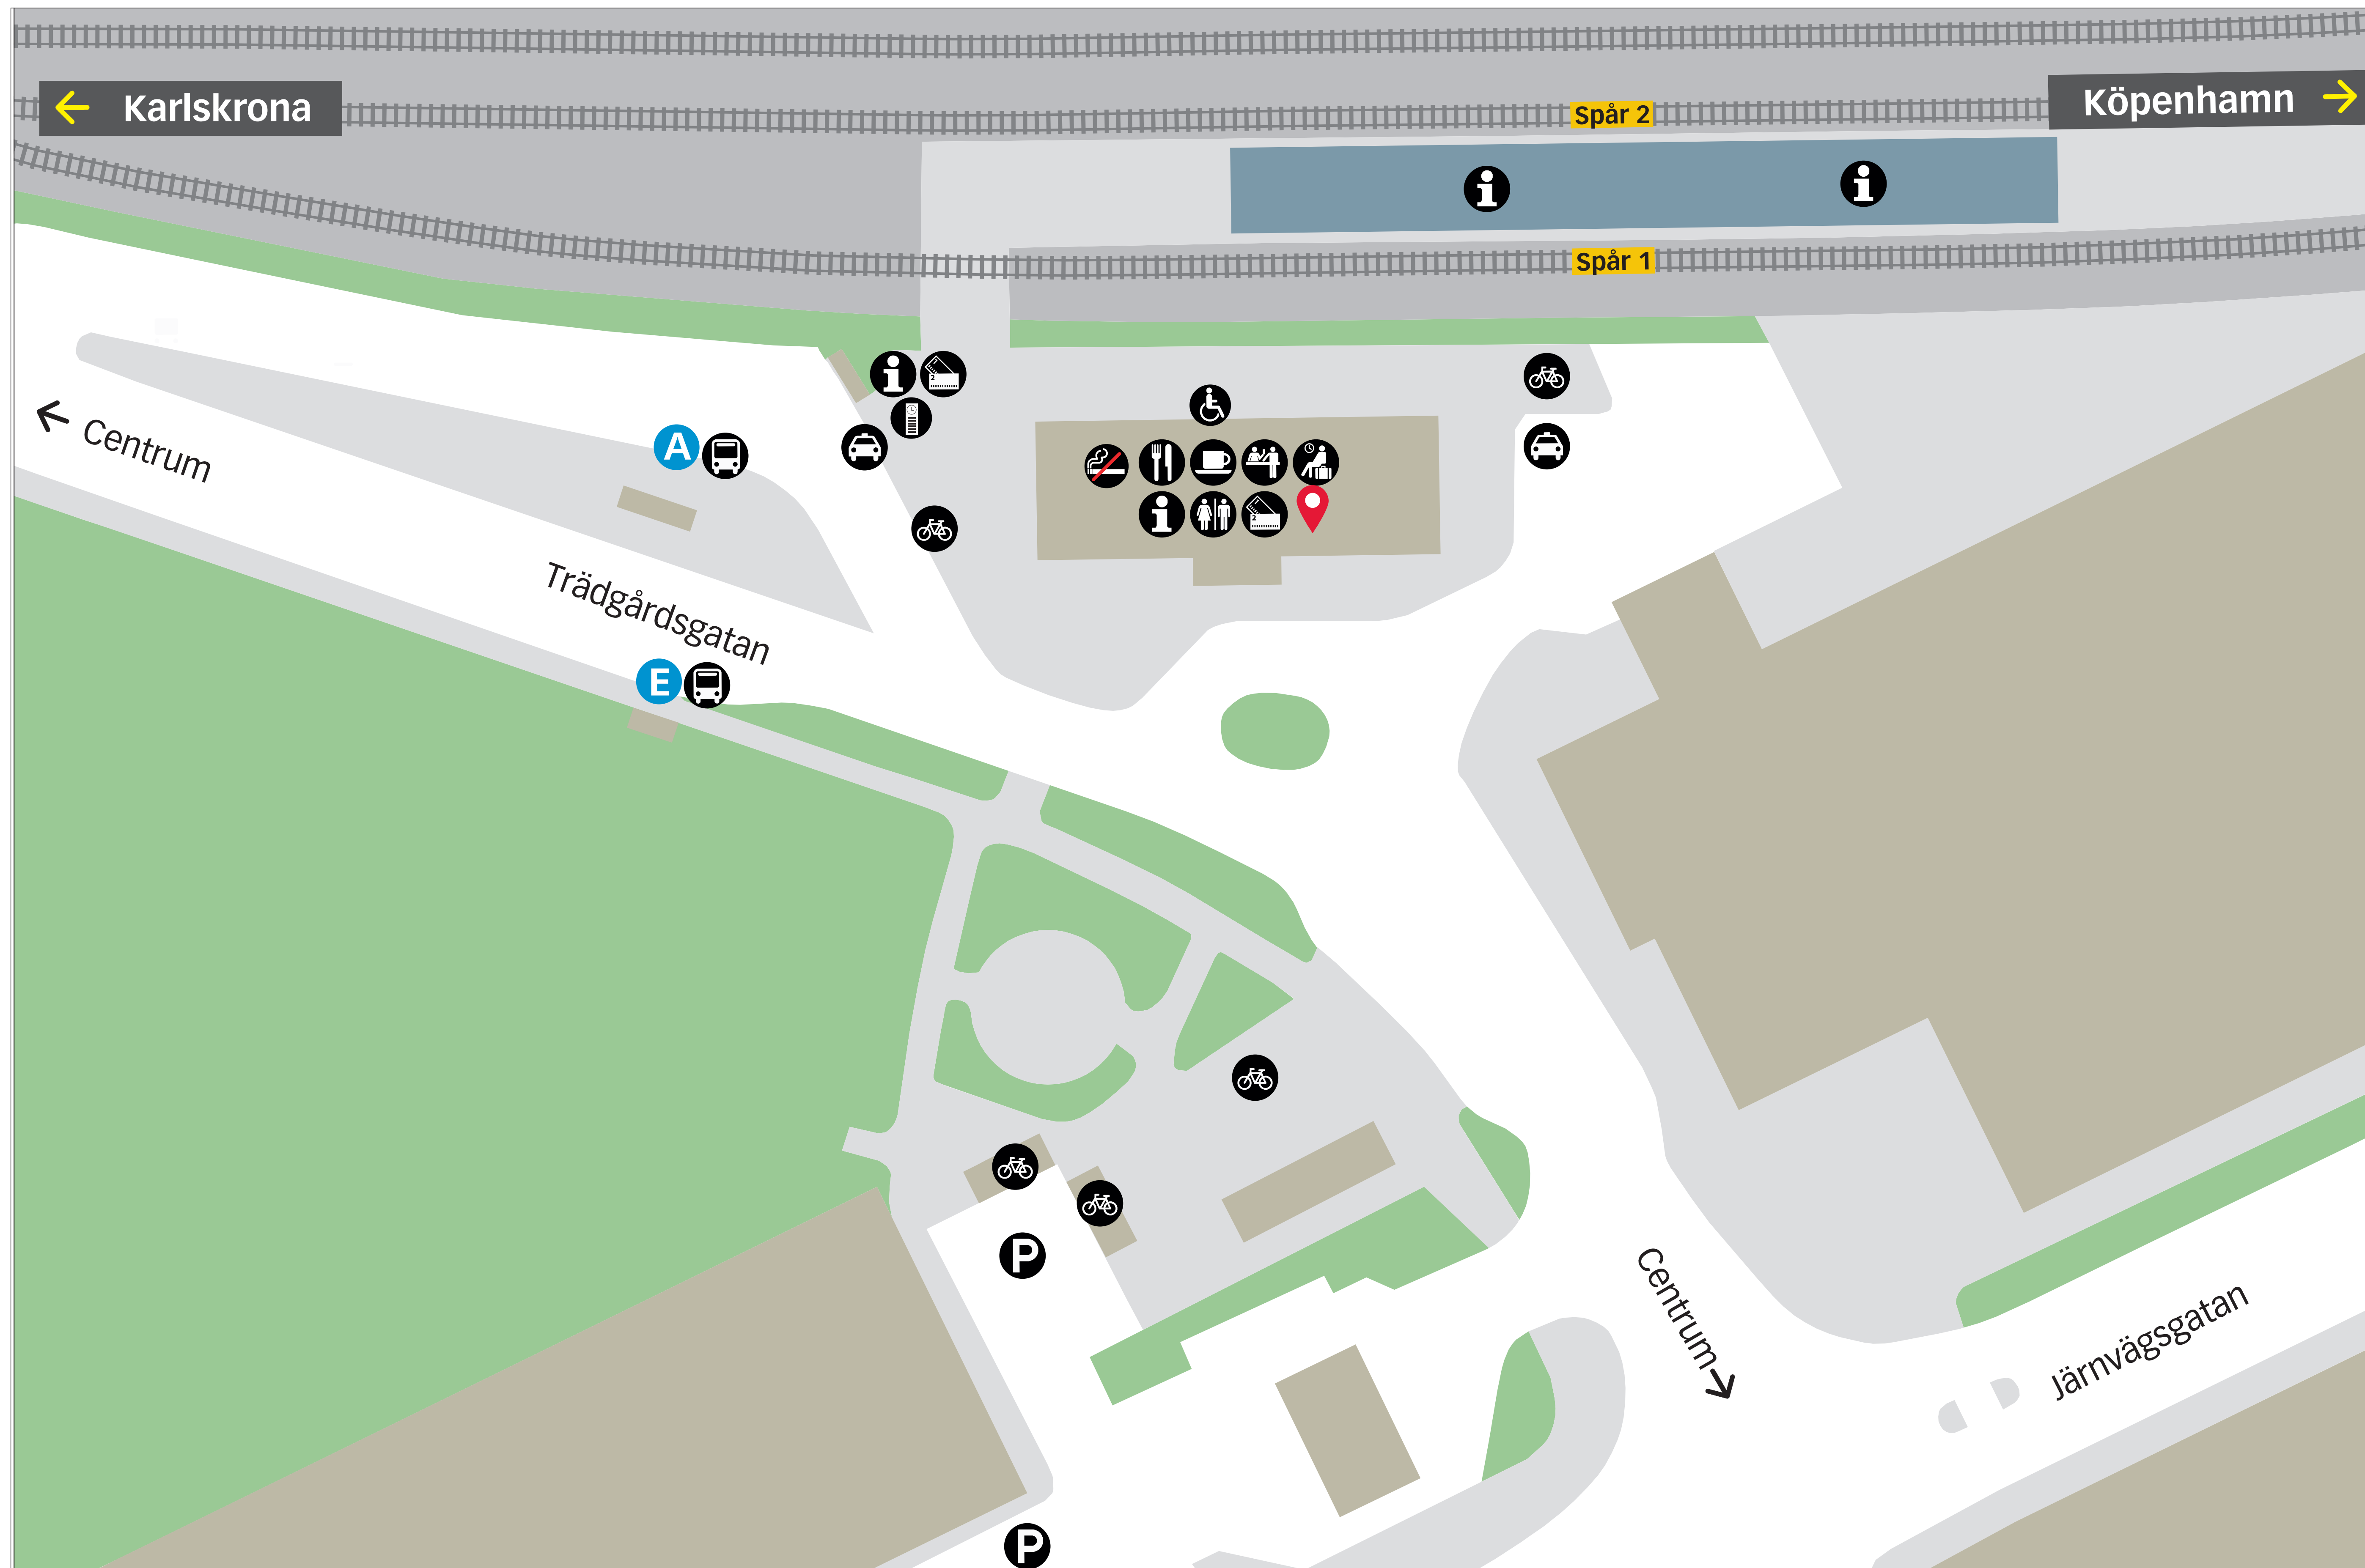 ← Karlskrona
Köpenhamn →
Spår 2
Spår 1
← Centrum
A
Trädgårdsgatan
E
P
Centrum →
Järnvägsgatan
P